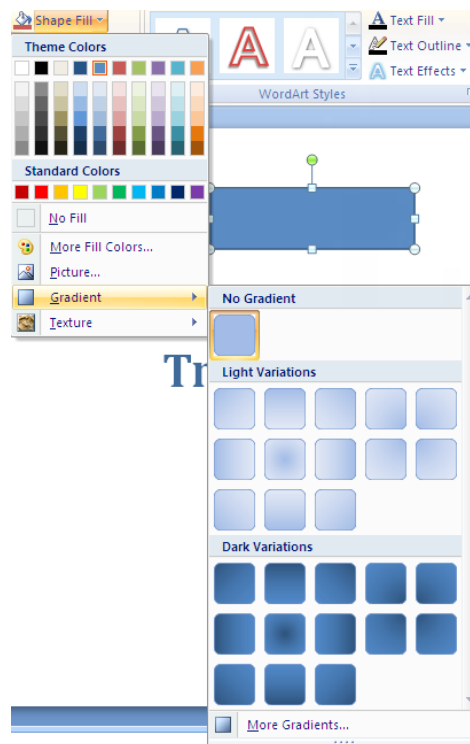 Shape Fill
Text Fill
Text Outline
Text Effects
WordArt Styles
Theme Colors
Standard Colors
No Fill
More Fill Colors...
Picture...
Gradient
Texture
No Gradient
Light Variations
Dark Variations
More Gradients...